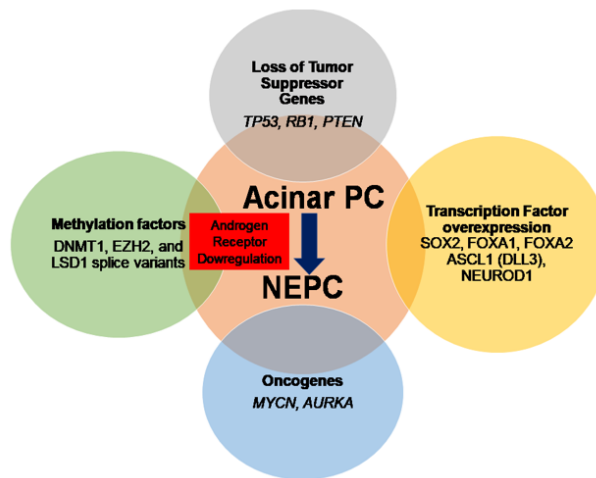 Loss of Tumor
Suppressor
Genes
TP53, RB1, PTEN
Acinar PC
Methylation factors
DNMT1, EZH2, and
LSD1 splice variants
Androgen
Receptor
Dowregulation
Transcription Factor
overexpression
SOX2, FOXA1, FOXA2
ASCL1 (DLL3),
NEUROD1
NEPC
Oncogenes
MYCN, AURKA